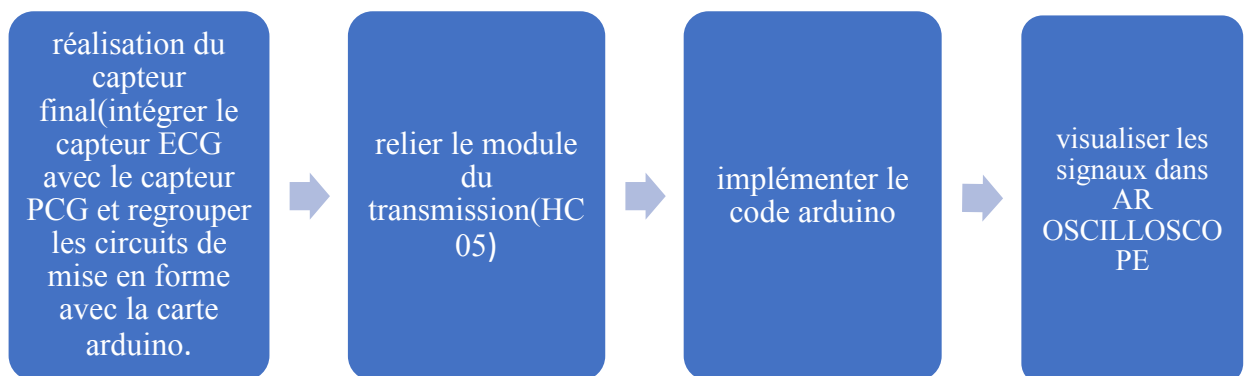 réalisation du
capteur
final(intégrer le
capteur ECG
avec le capteur
PCG et regrouper
les circuits de
mise en forme
avec la carte
arduino.
relier le module
du
transmission(HC
05)
implémenter le
code arduino
visualiser les
signaux dans
AR
OSCILLOSCO
PE